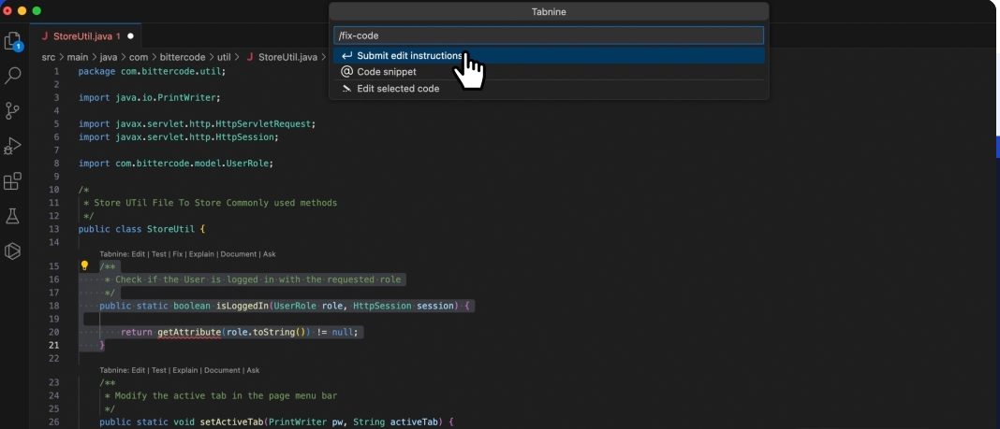 Tabnine
/fix-code
Submit edit instructions
Code snippet
Edit selected code
1
J StoreUtil.java 1
src > main > java > com > bittercode > util > J StoreUtil.java >
1 package com.bittercode.util;
2
3 import java.io.PrintWriter;
4
5 import javax.servlet.http.HttpServletRequest;
6 import javax.servlet.http.HttpSession;
7
8 import com.bittercode.model.UserRole;
9
10 /*
11 * Store UTil File To Store Commonly used methods
12 */
13 public class StoreUtil {
14
Tabnine: Edit | Test | Fix | Explain | Document | Ask
15 /**
16 * Check if the User is logged in with the requested role
17 */
18 public static boolean isLoggedIn(UserRole role, HttpSession session) {
19
20 return getAttribute(role.toString()) != null;
21 }
22
Tabnine: Edit | Test | Explain | Document | Ask
23 /**
24 * Modify the active tab in the page menu bar
25 */
26 public static void setActiveTab(PrintWriter pw, String activeTab) {